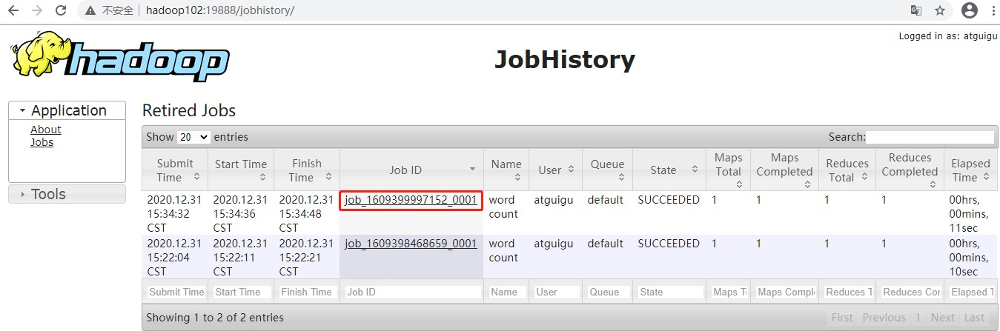 不安全 | hadoop102:19888/jobhistory/
Logged in as: atguigu
hadoop
JobHistory
Application
About
Jobs
Tools
Retired Jobs
Show 20 entries
Search:
Submit Time Start Time Finish Time Job ID Name User Queue State Maps Total Maps Completed Reduces Total Reduces Completed Elapsed Time
2020.12.31 15:34:32 CST 2020.12.31 15:34:36 CST 2020.12.31 15:34:48 CST job_1609399997152_0001 word count atguigu default SUCCEEDED 1 1 1 1 00hrs, 00mins, 11sec
2020.12.31 15:22:04 CST 2020.12.31 15:22:11 CST 2020.12.31 15:22:21 CST job_1609398468659_0001 word count atguigu default SUCCEEDED 1 1 1 1 00hrs, 00mins, 10sec
Submit Time Start Time Finish Time Job ID Name User Queue State Maps T Maps Comple Reduces T Reduces Cor Elapsed T
Showing 1 to 2 of 2 entries
First Previous 1 Next Last